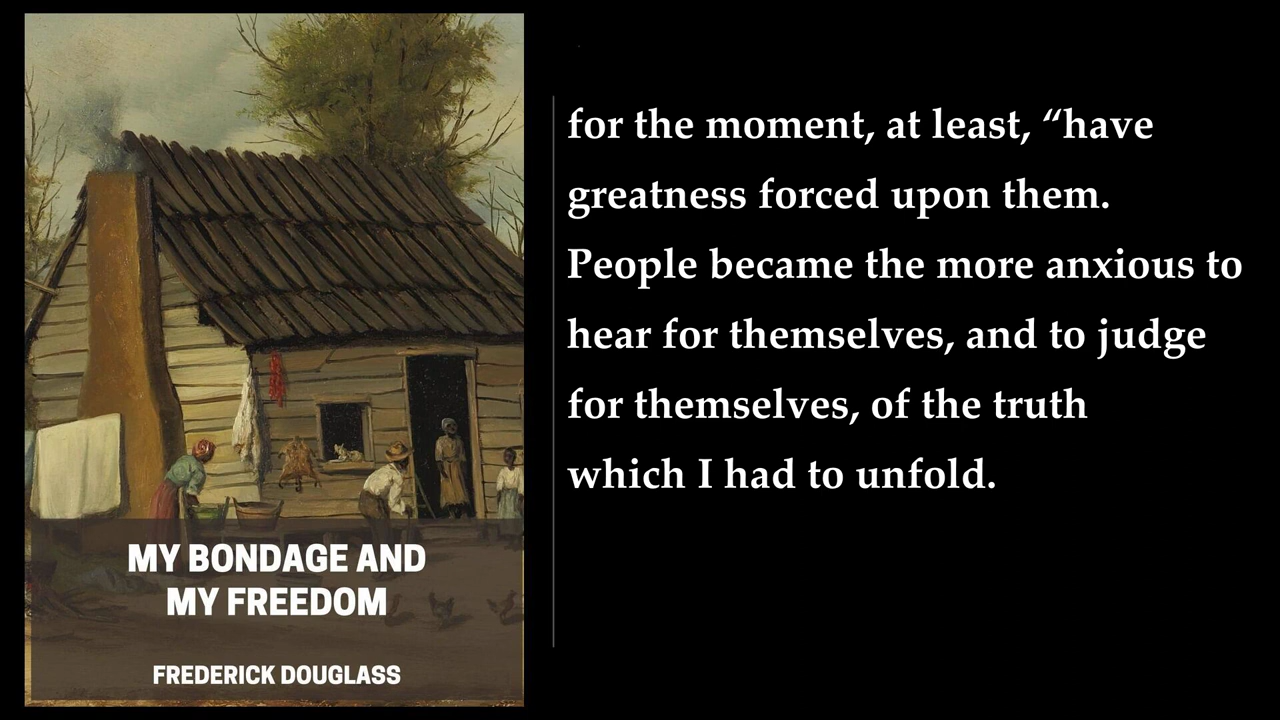 for the moment, at least, “have
greatness forced upon them.
People became the more anxious to
hear for themselves, and to judge
for themselves, of the truth
which I had to unfold.
MY BONDAGE AND
MY FREEDOM
FREDERICK DOUGLASS